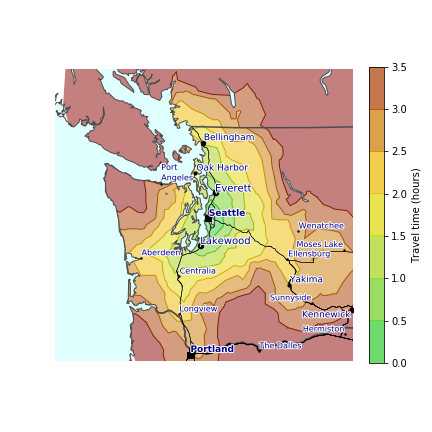 3.5
Bellingham
3.0
Port
Angeles
Oak Harbor
Everett
2.5
Seattle
2.0
Wenatchee
Lakewood
Moses Lake
Aberdeen
Ellensburg
1.5
Centralia
Yakima
Sunnyside
1.0
Longview
Kennewick
0.5
Hermiston
Portland
The Dalles
0.0
Travel time (hours)